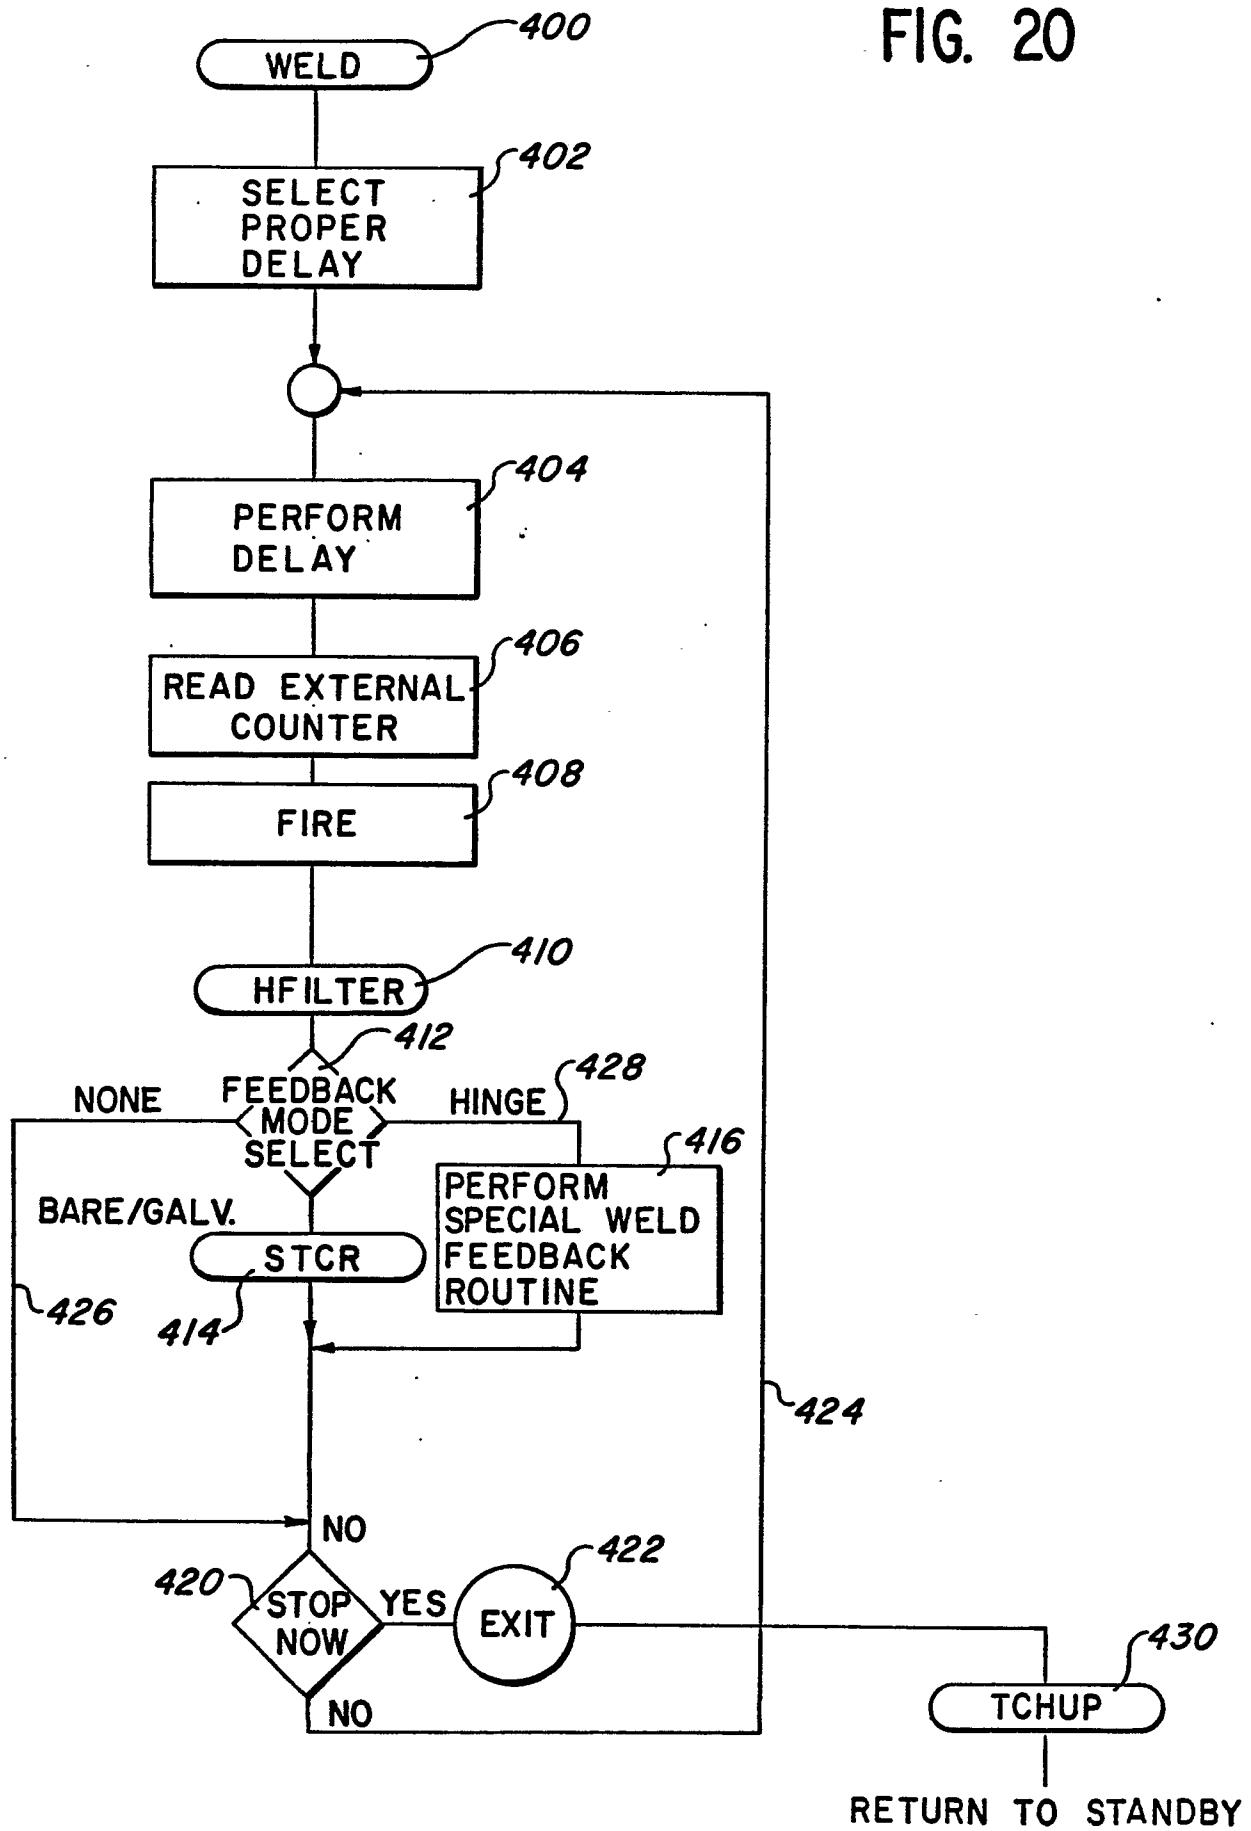 FIG. 20
400
WELD
402
SELECT
PROPER
DELAY
404
PERFORM
DELAY
406
READ EXTERNAL
COUNTER
408
FIRE
410
HFILTER
412
FEEDBACK
MODE
SELECT
NONE
HINGE
428
416
PERFORM
SPECIAL WELD
FEEDBACK
ROUTINE
BARE/GALV.
STCR
414
426
424
NO
420
STOP
NOW
YES
422
EXIT
NO
430
TCHUP
RETURN TO STANDBY